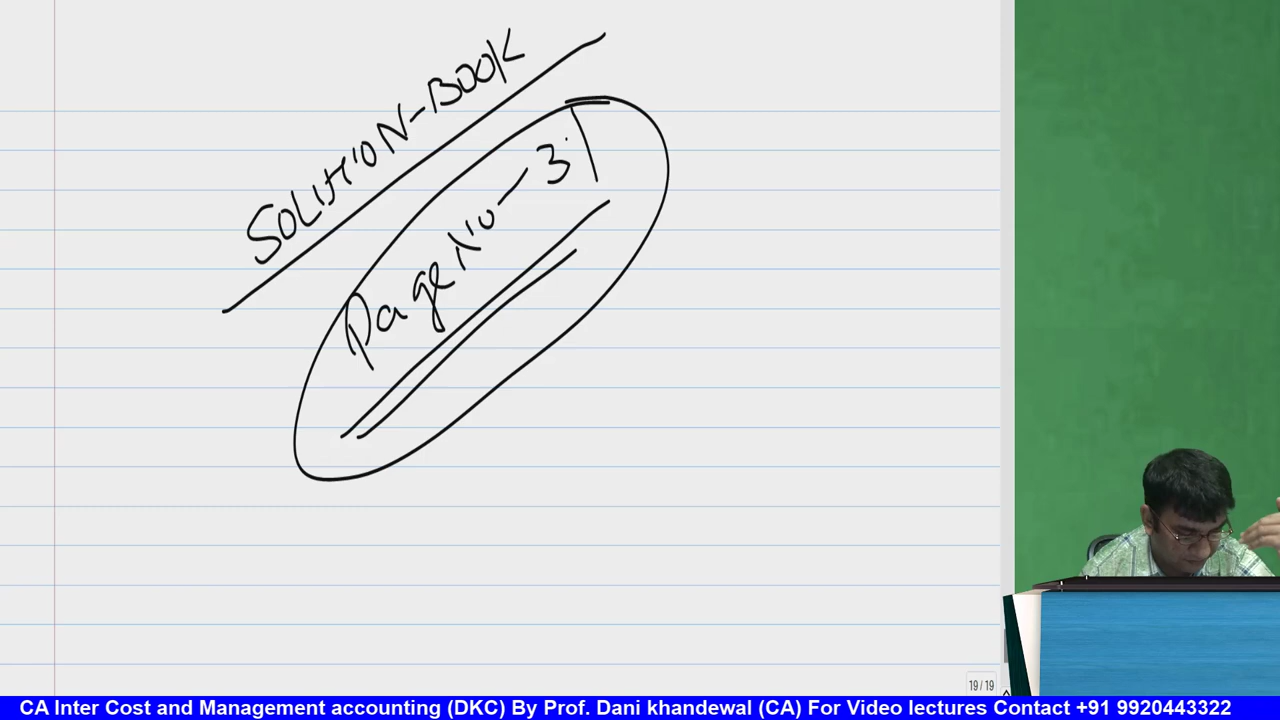 SOLUTION-BOOK
Page No -
19/19
CA Inter Cost and Management accounting (DKC) By Prof. Dani khandewal (CA) For Video lectures Contact +91 9920443322